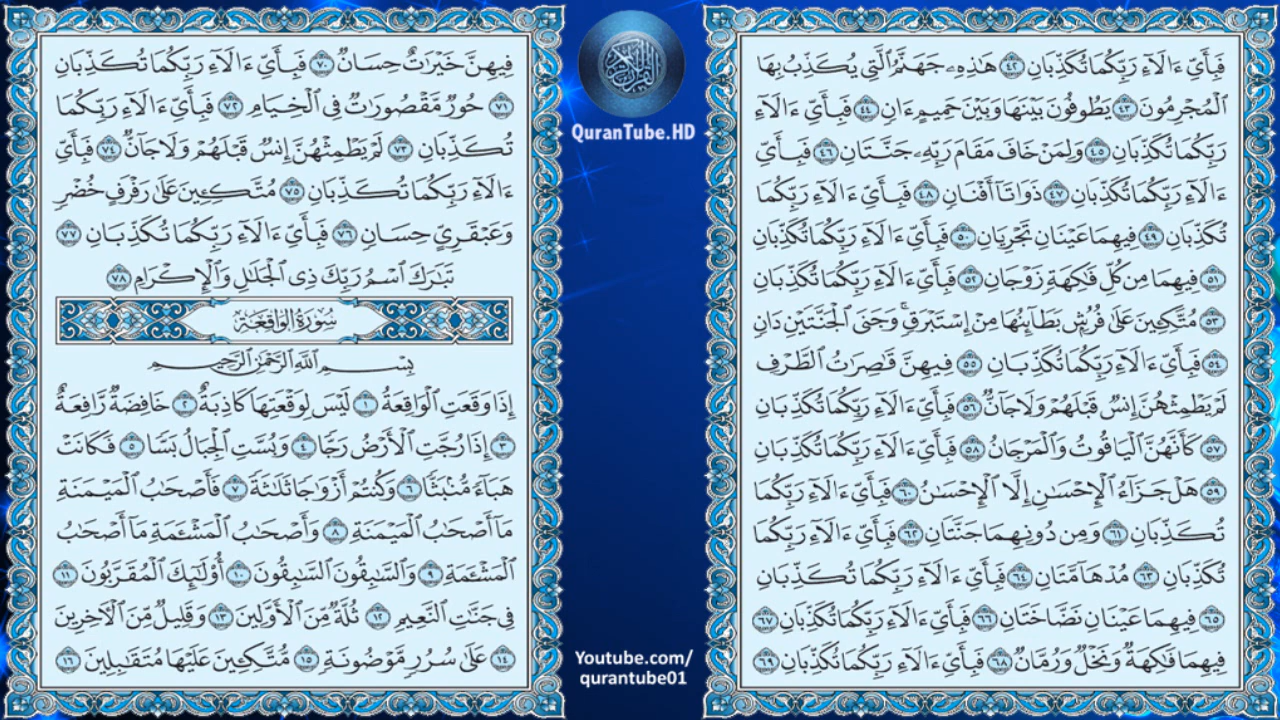 فَبِأَيِّ ءَالَآءِ رَبِّكُمَا تُكَذِّبَانِ ٤٢ هَٰذِهِۦ جَهَنَّمُ ٱلَّتِى يُكَذِّبُ بِهَا
ٱلْمُجْرِمُونَ ٤٣ يَطُوفُونَ بَيْنَهَا وَبَيْنَ حَمِيمٍ ءَانٍ ٤٤ فَبِأَيِّ ءَالَآءِ
رَبِّكُمَا تُكَذِّبَانِ ٤٥ وَلِمَنْ خَافَ مَقَامَ رَبِّهِۦ جَنَّتَانِ ٤٦ فَبِأَيِّ
ءَالَآءِ رَبِّكُمَا تُكَذِّبَانِ ٤٧ ذَوَاتَآ أَفْنَانٍ ٤٨ فَبِأَيِّ ءَالَآءِ رَبِّكُمَا
تُكَذِّبَانِ ٤٩ فِيهِمَا عَيْنَانِ تَجْرِيَانِ ٥٠ فَبِأَيِّ ءَالَآءِ رَبِّكُمَا تُكَذِّبَانِ
٥١ فِيهِمَا مِن كُلِّ فَٰكِهَةٍ زَوْجَانِ ٥٢ فَبِأَيِّ ءَالَآءِ رَبِّكُمَا تُكَذِّبَانِ
٥٣ مُتَّكِـِٔينَ عَلَىٰ فُرُشٍۭ بَطَآئِنُهَا مِنْ إِسْتَبْرَقٍ ۚ وَجَنَى ٱلْجَنَّتَيْنِ دَانٍ
٥٤ فَبِأَيِّ ءَالَآءِ رَبِّكُمَا تُكَذِّبَانِ ٥٥ فِيهِنَّ قَٰصِرَٰتُ ٱلطَّرْفِ
لَمْ يَطْمِثْهُنَّ إِنسٌ قَبْلَهُمْ وَلَا جَآنٌّ ٥٦ فَبِأَيِّ ءَالَآءِ رَبِّكُمَا تُكَذِّبَانِ
٥٧ كَأَنَّهُنَّ ٱلْيَاقُوتُ وَٱلْمَرْجَانُ ٥٨ فَبِأَيِّ ءَالَآءِ رَبِّكُمَا تُكَذِّبَانِ
٥٩ هَلْ جَزَآءُ ٱلْإِحْسَٰنِ إِلَّا ٱلْإِحْسَٰنُ ٦٠ فَبِأَيِّ ءَالَآءِ رَبِّكُمَا
تُكَذِّبَانِ ٦١ وَمِن دُونِهِمَا جَنَّتَانِ ٦٢ فَبِأَيِّ ءَالَآءِ رَبِّكُمَا
تُكَذِّبَانِ ٦٣ مُدْهَآمَّتَانِ ٦٤ فَبِأَيِّ ءَالَآءِ رَبِّكُمَا تُكَذِّبَانِ
٦٥ فِيهِمَا عَيْنَانِ نَضَّاخَتَانِ ٦٦ فَبِأَيِّ ءَالَآءِ رَبِّكُمَا تُكَذِّبَانِ ٦٧
فِيهِمَا فَٰكِهَةٌ وَنَخْلٌ وَرُمَّانٌ ٦٨ فَبِأَيِّ ءَالَآءِ رَبِّكُمَا تُكَذِّبَانِ ٦٩
QuranTube.HD
Youtube.com/
qurantube01
فِيهِنَّ خَيْرَٰتٌ حِسَانٌ ٧٠ فَبِأَيِّ ءَالَآءِ رَبِّكُمَا تُكَذِّبَانِ
٧١ حُورٌ مَّقْصُورَٰتٌ فِى ٱلْخِيَامِ ٧٢ فَبِأَيِّ ءَالَآءِ رَبِّكُمَا
تُكَذِّبَانِ ٧٣ لَمْ يَطْمِثْهُنَّ إِنسٌ قَبْلَهُمْ وَلَا جَآنٌّ ٧٤ فَبِأَيِّ
ءَالَآءِ رَبِّكُمَا تُكَذِّبَانِ ٧٥ مُتَّكِـِٔينَ عَلَىٰ رَفْرَفٍ خُضْرٍ
وَعَبْقَرِىٍّ حِسَانٍ ٧٦ فَبِأَيِّ ءَالَآءِ رَبِّكُمَا تُكَذِّبَانِ ٧٧
تَبَٰرَكَ ٱسْمُ رَبِّكَ ذِى ٱلْجَلَٰلِ وَٱلْإِكْرَامِ ٧٨
سُورَةُ الْوَاقِعَةِ
بِسْمِ ٱللَّهِ ٱلرَّحْمَٰنِ ٱلرَّحِيمِ
إِذَا وَقَعَتِ ٱلْوَاقِعَةُ ١ لَيْسَ لِوَقْعَتِهَا كَاذِبَةٌ ٢ خَافِضَةٌ رَّافِعَةٌ
٣ إِذَا رُجَّتِ ٱلْأَرْضُ رَجًّا ٤ وَبُسَّتِ ٱلْجِبَالُ بَسًّا ٥ فَكَانَتْ
هَبَآءً مُّنۢبَثًّا ٦ وَكُنتُمْ أَزْوَٰجًا ثَلَٰثَةً ٧ فَأَصْحَٰبُ ٱلْمَيْمَنَةِ
مَآ أَصْحَٰبُ ٱلْمَيْمَنَةِ ٨ وَأَصْحَٰبُ ٱلْمَشْـَٔمَةِ مَآ أَصْحَٰبُ
ٱلْمَشْـَٔمَةِ ٩ وَٱلسَّٰبِقُونَ ٱلسَّٰبِقُونَ ١٠ أُو۟لَٰٓئِكَ ٱلْمُقَرَّبُونَ ١١
فِى جَنَّٰتِ ٱلنَّعِيمِ ١٢ ثُلَّةٌ مِّنَ ٱلْأَوَّلِينَ ١٣ وَقَلِيلٌ مِّنَ ٱلْءَاخِرِينَ
١٤ عَلَىٰ سُرُرٍ مَّوْضُونَةٍ ١٥ مُّتَّكِـِٔينَ عَلَيْهَا مُتَقَٰبِلِينَ ١٦